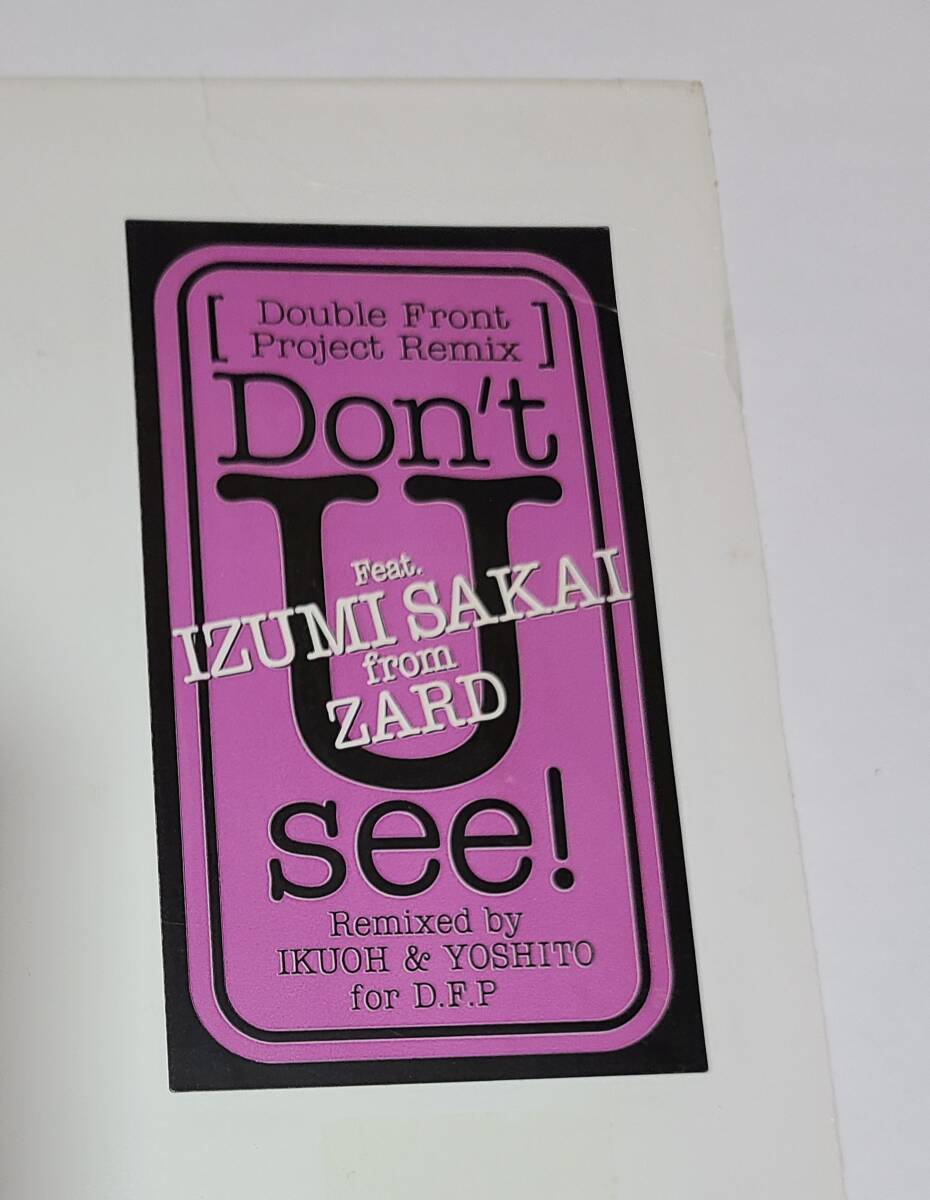 [ Double Front
Project Remix ]
Don't
U
Feat.
IZUMI SAKAI
from
ZARD
see!
Remixed by
IKUOH & YOSHITO
for D.F.P